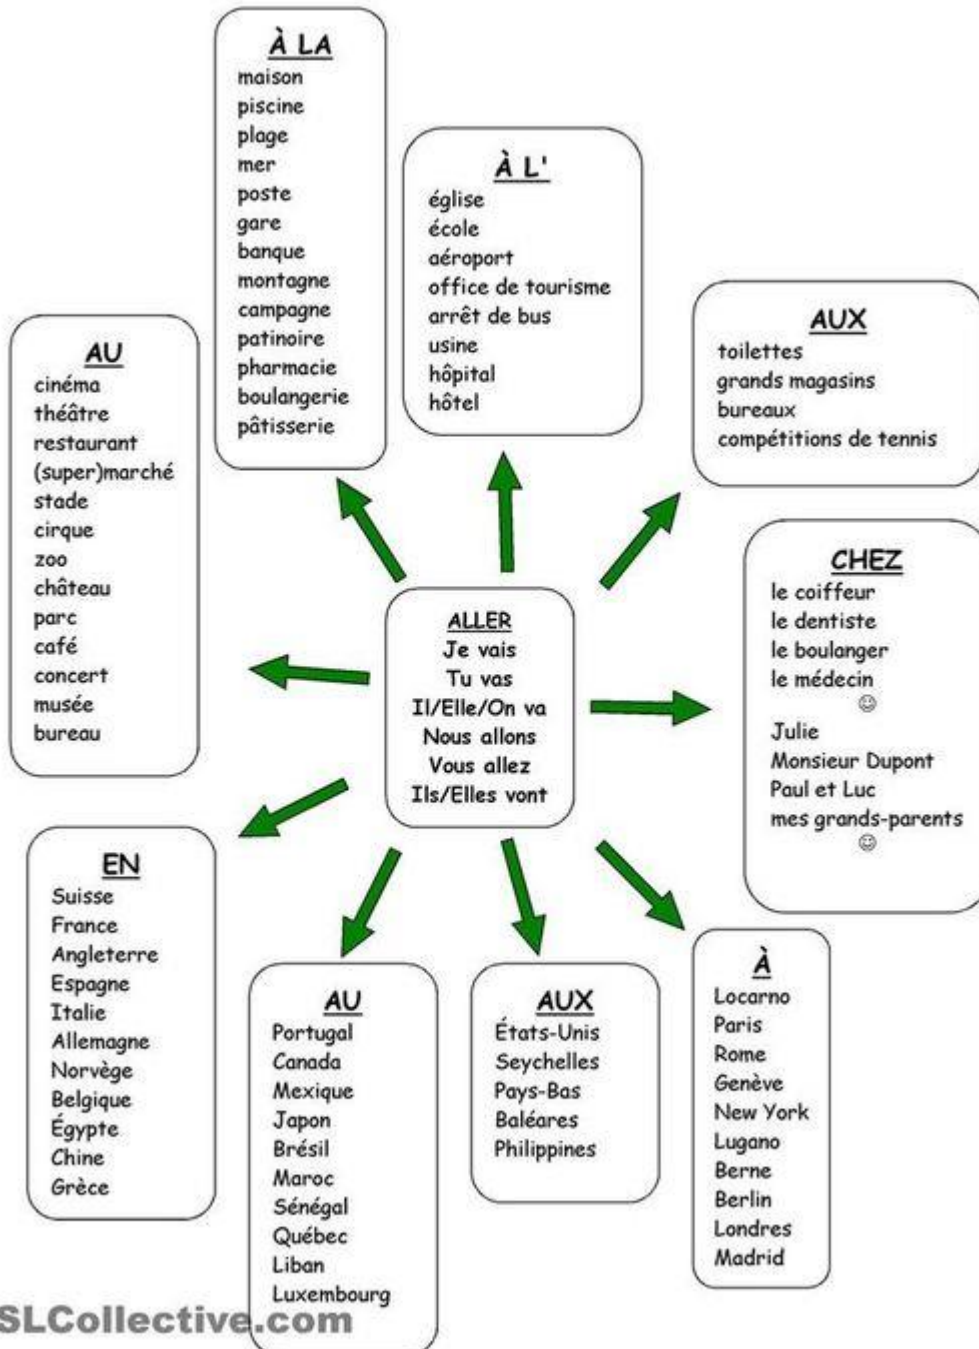 À LA
maison
piscine
plage
mer
poste
gare
banque
montagne
campagne
patinoire
pharmacie
boulangerie
pâtisserie
À L'
église
école
aéroport
office de tourisme
arrêt de bus
usine
hôpital
hôtel
AUX
toilettes
grands magasins
bureaux
compétitions de tennis
AU
cinéma
théâtre
restaurant
(super)marché
stade
cirque
zoo
château
parc
café
concert
musée
bureau
ALLER
Je vais
Tu vas
Il/Elle/On va
Nous allons
Vous allez
Ils/Elles vont
CHEZ
le coiffeur
le dentiste
le boulanger
le médecin
☺
Julie
Monsieur Dupont
Paul et Luc
mes grands-parents
☺
EN
Suisse
France
Angleterre
Espagne
Italie
Allemagne
Norvège
Belgique
Égypte
Chine
Grèce
AU
Portugal
Canada
Mexique
Japon
Brésil
Maroc
Sénégal
Québec
Liban
Luxembourg
AUX
États-Unis
Seychelles
Pays-Bas
Baléares
Philippines
À
Locarno
Paris
Rome
Genève
New York
Lugano
Berne
Berlin
Londres
Madrid
SLCollective.com